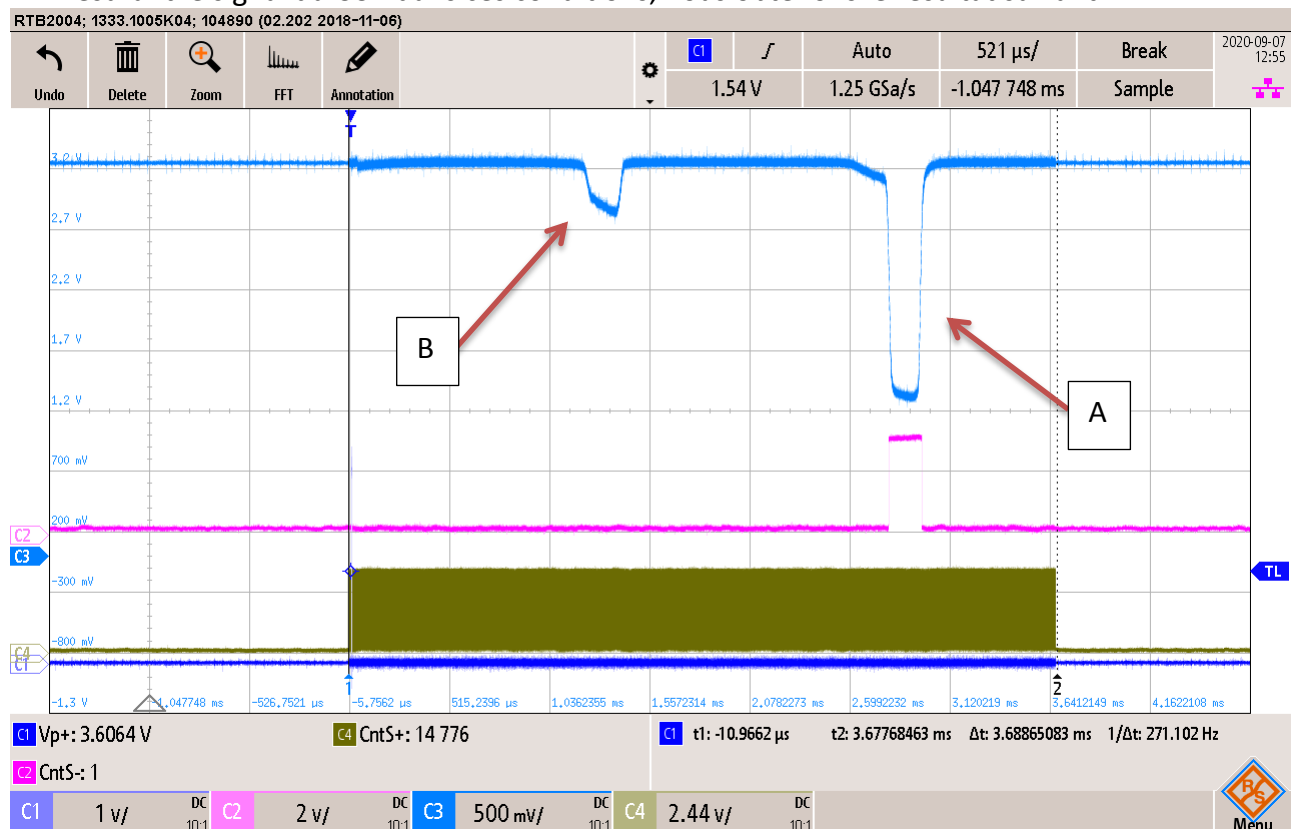 RTB2004; 1333.1005K04; 104890 (02.202 2018-11-06)
Undo Delete Zoom FFT Annotation
C1 Auto 521 µs/ Break 2020-09-07
12:55
1.54 V 1.25 GSa/s -1.047 748 ms Sample
T
3.2 V
2.7 V
2.2 V
1.7 V
B
1.2 V
A
700 mV
200 mV
C2
C3
-300 mV
TL
-800 mV
C4
C1
1 2
-1.3 V -1.047748 ms -526.7521 µs -5.7562 µs 515.2396 µs 1.0362355 ms 1.5572314 ms 2.0782273 ms 2.5992232 ms 3.120219 ms 3.6412149 ms 4.1622108 ms
C1 Vp+: 3.6064 V C4 CntS+: 14 776 C1 t1: -10.9662 µs t2: 3.67768463 ms Δt: 3.68865083 ms 1/Δt: 271.102 Hz
C2 CntS-: 1
C1 1 V/ DC 10:1 C2 2 V/ DC 10:1 C3 500 mV/ DC 10:1 C4 2.44 V/ DC 10:1
R S
Menu